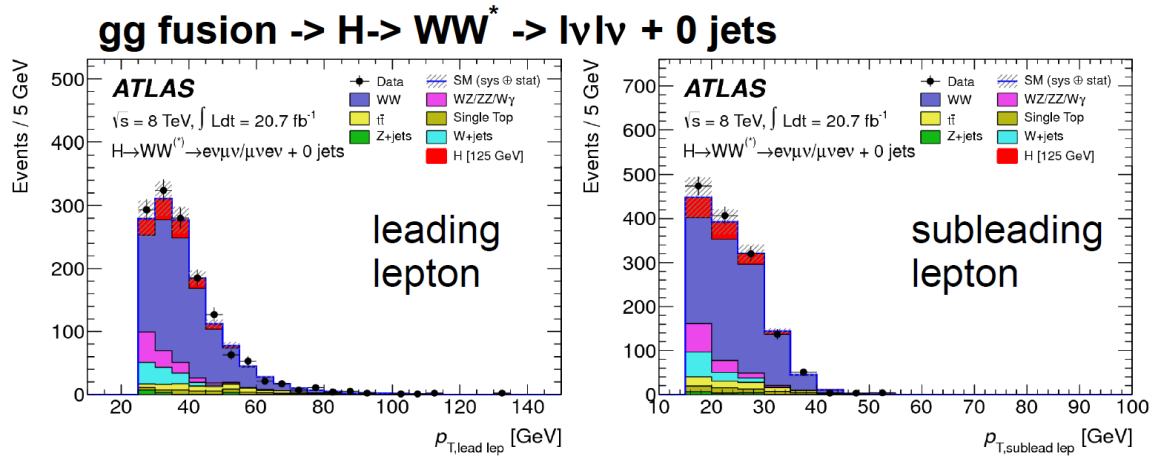 gg fusion -> H-> WW* -> lνlν + 0 jets
Events / 5 GeV
500
400
300
200
100
0
ATLAS
√s = 8 TeV, ∫ Ldt = 20.7 fb⁻¹
H→WW(*)→eνμν/μνeν + 0 jets
Data
SM (sys ⊕ stat)
WW
WZ/ZZ/Wγ
tt̄
Single Top
Z+jets
W+jets
H [125 GeV]
leading
lepton
20 40 60 80 100 120 140
pT,lead lep [GeV]
Events / 5 GeV
700
600
500
400
300
200
100
0
ATLAS
√s = 8 TeV, ∫ Ldt = 20.7 fb⁻¹
H→WW(*)→eνμν/μνeν + 0 jets
Data
SM (sys ⊕ stat)
WW
WZ/ZZ/Wγ
tt̄
Single Top
Z+jets
W+jets
H [125 GeV]
subleading
lepton
10 20 30 40 50 60 70 80 90 100
pT,sublead lep [GeV]